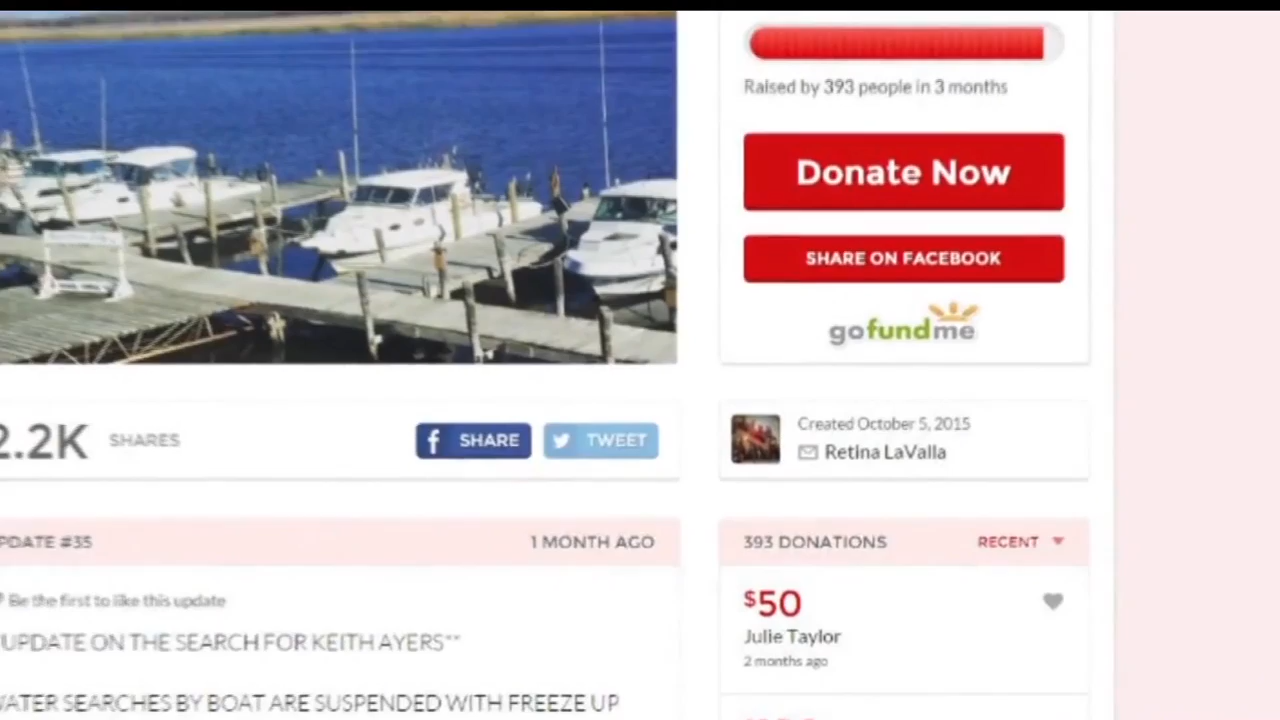 Raised by 393 people in 3 months
Donate Now
SHARE ON FACEBOOK
gofundme
2.2K SHARES
SHARE
TWEET
Created October 5, 2015
Retina LaValla
UPDATE #35
1 MONTH AGO
393 DONATIONS
RECENT
Be the first to like this update
UPDATE ON THE SEARCH FOR KEITH AYERS**
WATER SEARCHES BY BOAT ARE SUSPENDED WITH FREEZE UP
$50
Julie Taylor
2 months ago